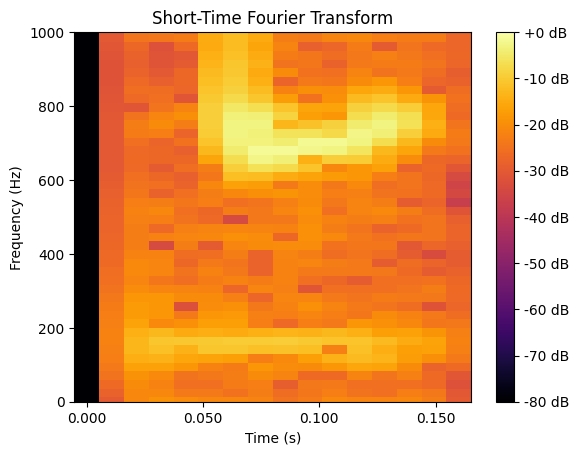 Short-Time Fourier Transform
Frequency (Hz)
1000
800
600
400
200
0
0.000
0.050
0.100
0.150
Time (s)
+0 dB
-10 dB
-20 dB
-30 dB
-40 dB
-50 dB
-60 dB
-70 dB
-80 dB